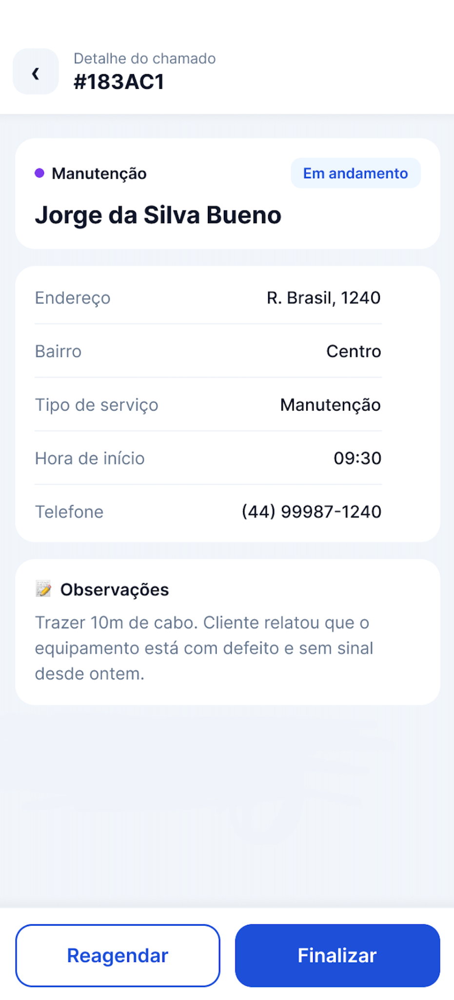 Detalhe do chamado
#183AC1
Manutenção
Em andamento
Jorge da Silva Bueno
Endereço R. Brasil, 1240
Bairro Centro
Tipo de serviço Manutenção
Hora de início 09:30
Telefone (44) 99987-1240
Observações
Trazer 10m de cabo. Cliente relatou que o
equipamento está com defeito e sem sinal
desde ontem.
Reagendar
Finalizar